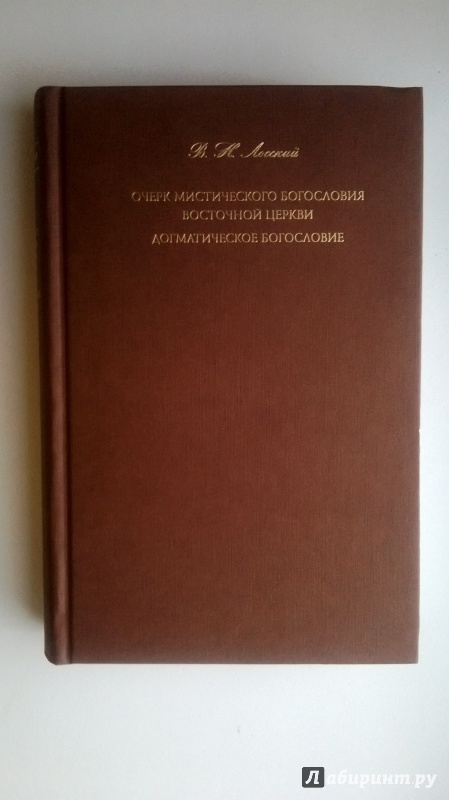 В. Н. Лосский
ОЧЕРК МИСТИЧЕСКОГО БОГОСЛОВИЯ
ВОСТОЧНОЙ ЦЕРКВИ
ДОГМАТИЧЕСКОЕ БОГОСЛОВИЕ
Лабиринт.ру